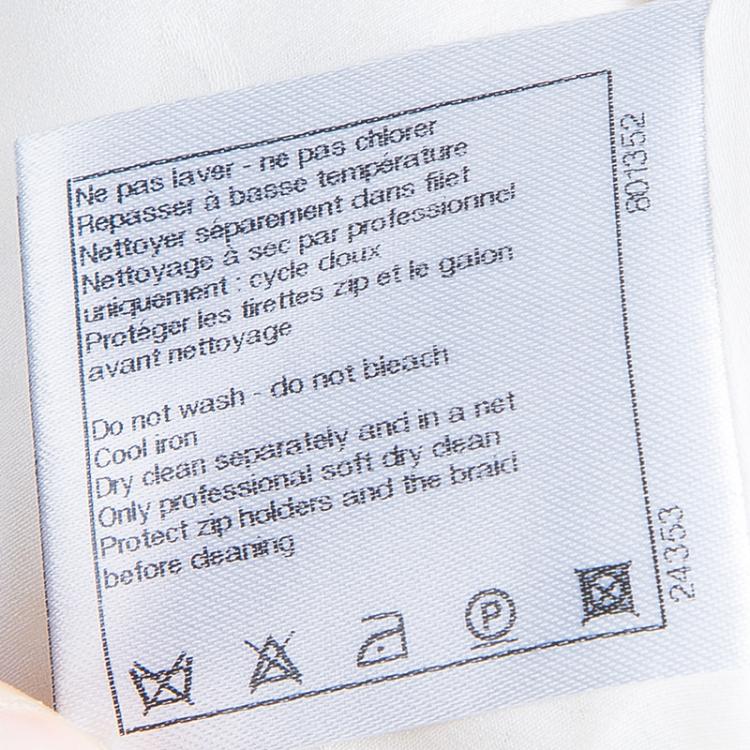 Ne pas laver - ne pas chlorer
Repasser à basse température
Nettoyer séparement dans filet
Nettoyage à sec par professionnel
uniquement : cycle doux
Protéger les tirettes zip et le galon
avant nettoyage
Do not wash - do not bleach
Cool iron
Dry clean separately and in a net
Only professional soft dry clean
Protect zip holders and the braid
before cleaning
P
801352
24353